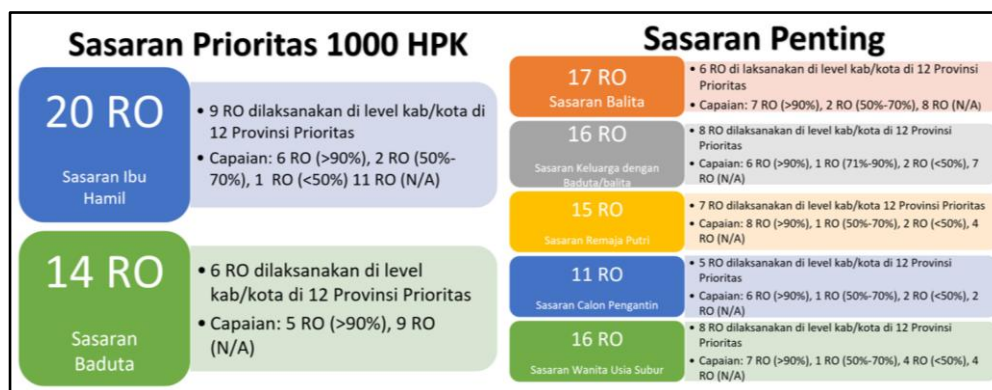 Sasaran Prioritas 1000 HPK
20 RO
Sasaran Ibu
Hamil
• 9 RO dilaksanakan di level kab/kota di
12 Provinsi Prioritas
• Capaian: 6 RO (>90%), 2 RO (50%-
70%), 1 RO (<50%) 11 RO (N/A)
14 RO
Sasaran
Baduta
• 6 RO dilaksanakan di level
kab/kota di 12 Provinsi Prioritas
• Capaian: 5 RO (>90%), 9 RO
(N/A)
Sasaran Penting
17 RO
Sasaran Balita
• 6 RO di laksanakan di level kab/kota di 12 Provinsi
Prioritas
• Capaian: 7 RO (>90%), 2 RO (50%-70%), 8 RO (N/A)
16 RO
Sasaran Keluarga dengan
Baduta/balita
• 8 RO dilaksanakan di level kab/kota di 12 Provinsi
Prioritas
• Capaian: 6 RO (>90%), 1 RO (71%-90%), 2 RO (<50%), 7
RO (N/A)
15 RO
Sasaran Remaja Putri
• 7 RO dilaksanakan di level kab/kota 12 Provinsi Prioritas
• Capaian: 8 RO (>90%), 1 RO (50%-70%), 2 RO (<50%), 4
RO (N/A)
11 RO
Sasaran Calon Pengantin
• 5 RO dilaksanakan di level kab/kota di 12 Provinsi
Prioritas
• Capaian: 6 RO (>90%), 1 RO (50%-70%), 2 RO (<50%), 2
RO (N/A)
16 RO
Sasaran Wanita Usia Subur
• 8 RO dilaksanakan di level kab/kota di 12 Provinsi
Prioritas
• Capaian: 7 RO (>90%), 1 RO (50%-70%), 4 RO (<50%), 4
RO (N/A)